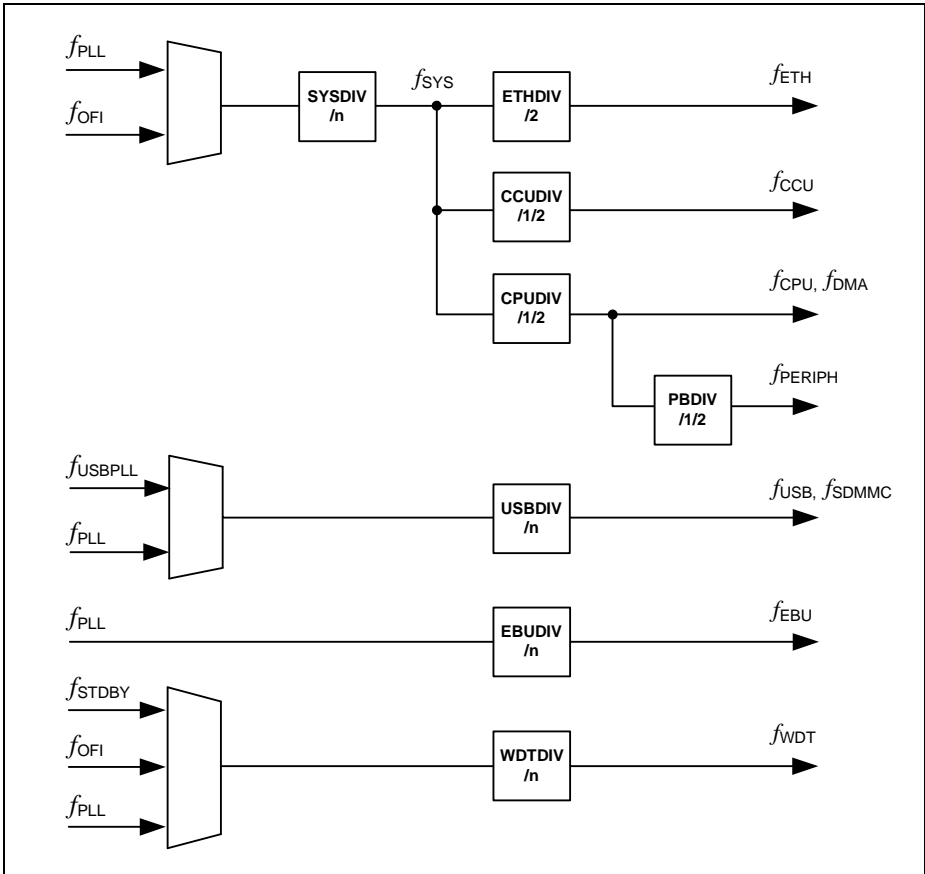 fPLL
fOFI
SYSDIV
/n
fSYS
ETHDIV
/2
fETH
CCUDIV
/1/2
fCCU
CPUDIV
/1/2
fCPU, fDMA
PBDIV
/1/2
fPERIPH
fUSBPLL
fPLL
USBDIV
/n
fUSB, fSDMMC
fPLL
EBUDIV
/n
fEBU
fSTDBY
fOFI
fPLL
WDTDIV
/n
fWDT